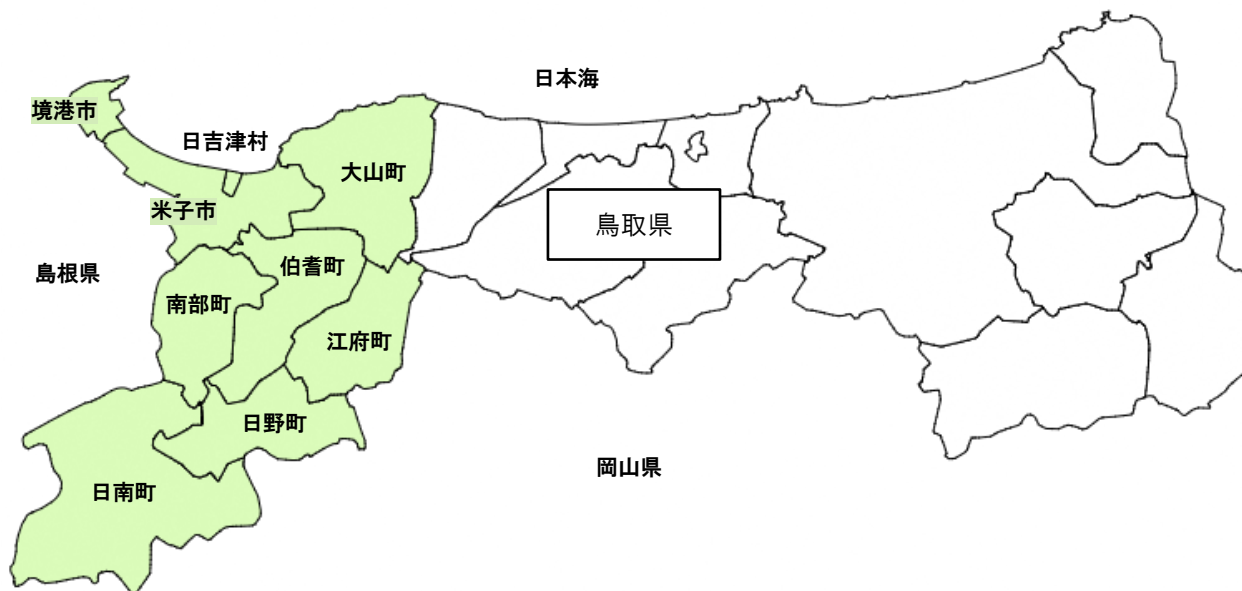 日本海
境港市
日吉津村
大山町
米子市
鳥取県
伯耆町
島根県
南部町
江府町
日野町
岡山県
日南町